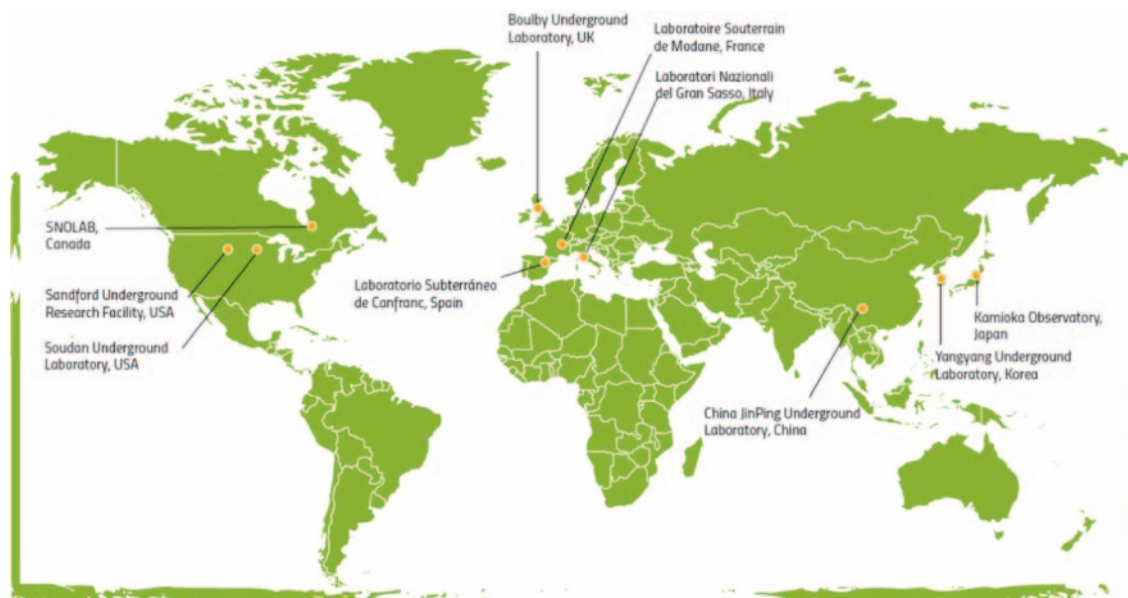 Boulby Underground
Laboratory, UK
Laboratoire Souterrain
de Modane, France
Laboratori Nazionali
del Gran Sasso, Italy
SNOLAB,
Canada
Sandford Underground
Research Facility, USA
Soudan Underground
Laboratory, USA
Laboratorio Subterráneo
de Canfranc, Spain
Kamioka Observatory,
Japan
Yangyang Underground
Laboratory, Korea
China JinPing Underground
Laboratory, China